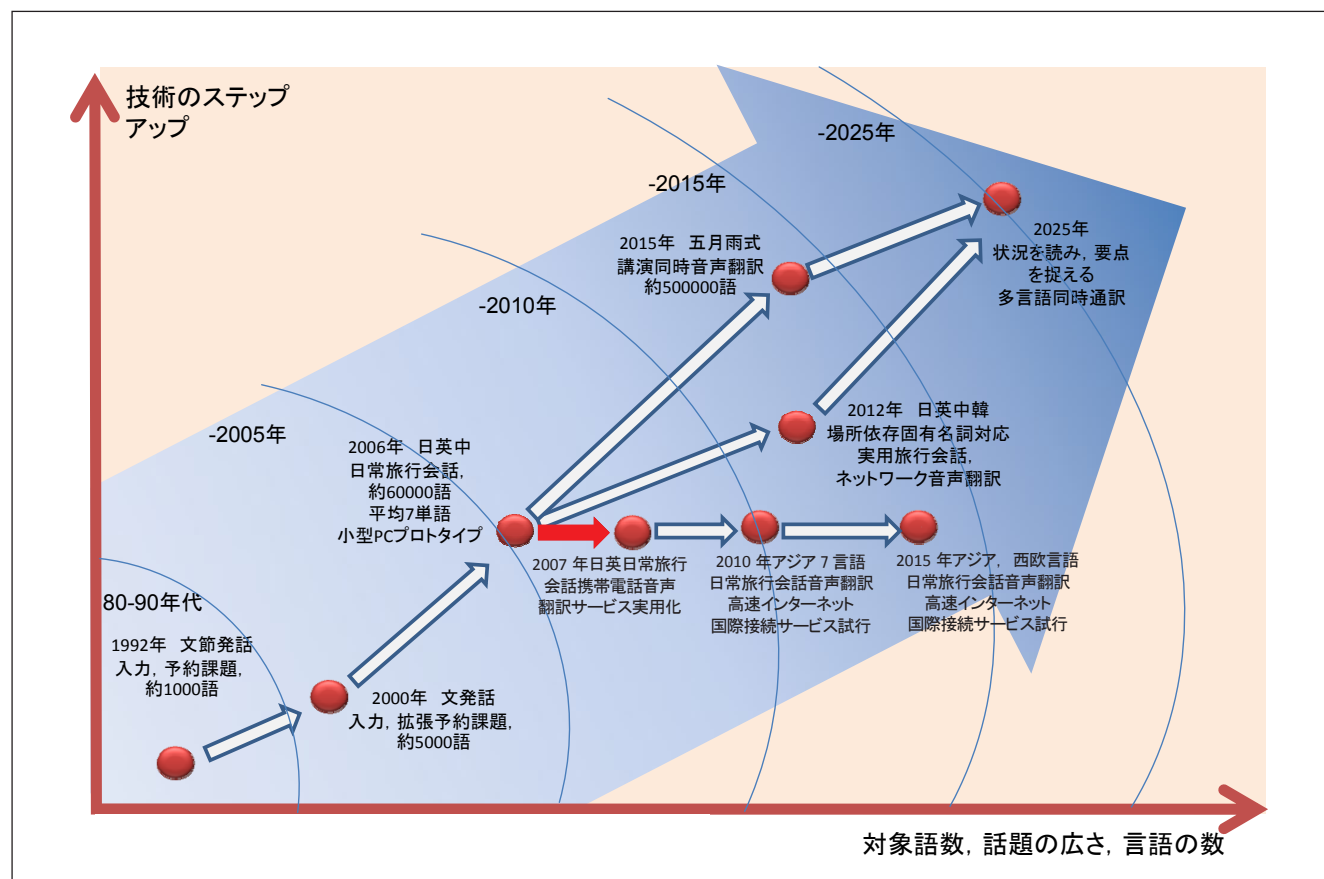 技術のステップ
アップ
-2025年
-2015年
2025年
状況を読み，要点
を捉える
多言語同時通訳
2015年　五月雨式
講演同時音声翻訳
約500000語
-2010年
2012年　日英中韓
場所依存固有名詞対応
実用旅行会話，
ネットワーク音声翻訳
-2005年
2006年　日英中
日常旅行会話，
約60000語
平均7単語
小型PCプロトタイプ
2007 年日英日常旅行
会話携帯電話音声
翻訳サービス実用化
2010 年アジア 7 言語
日常旅行会話音声翻訳
高速インターネット
国際接続サービス試行
2015 年アジア，西欧言語
日常旅行会話音声翻訳
高速インターネット
国際接続サービス試行
80-90年代
1992年　文節発話
入力，予約課題，
約1000語
2000年　文発話
入力，拡張予約課題，
約5000語
対象語数，話題の広さ，言語の数